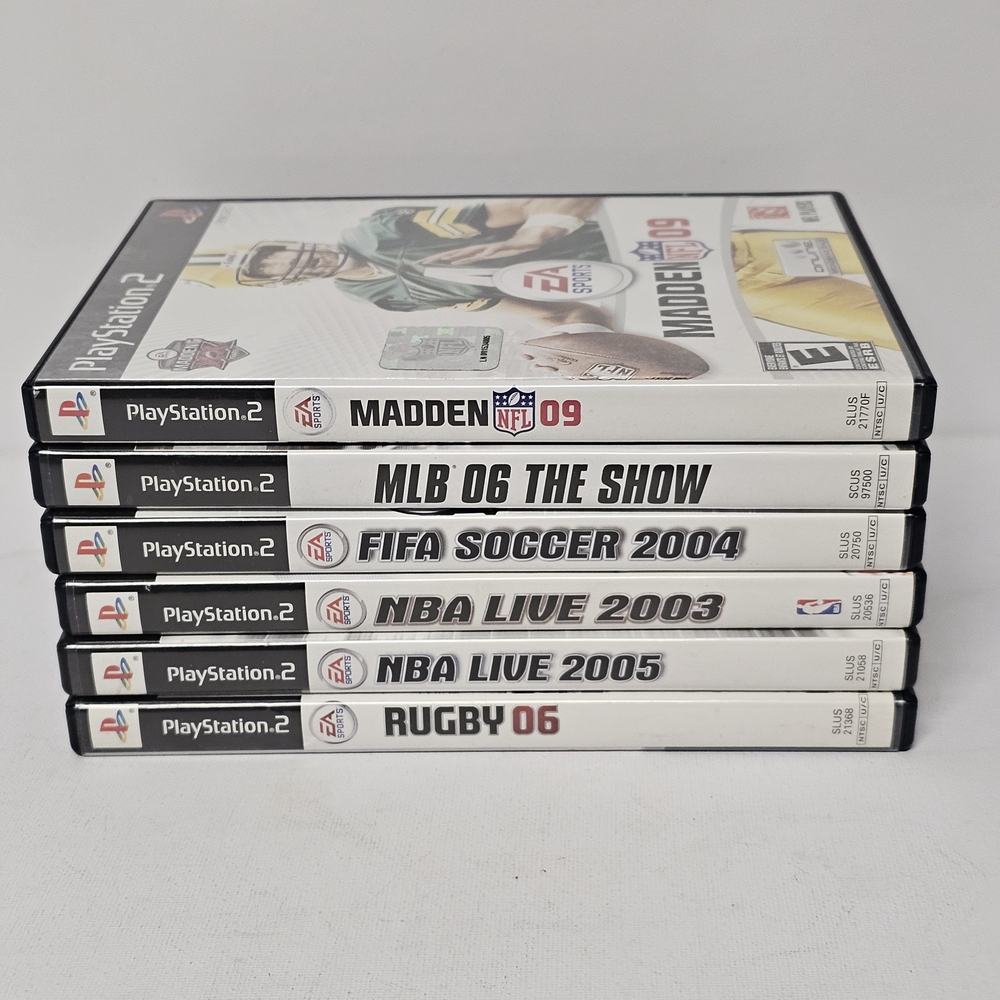 PlayStation 2
MADDEN NFL 09
EA SPORTS
NFL
E
ESRB
PlayStation 2
EA SPORTS
MADDEN NFL 09
SLUS 21770F
NTSC U/C
PlayStation 2
MLB 06 THE SHOW
SCUS 97500
NTSC U/C
PlayStation 2
EA SPORTS
FIFA SOCCER 2004
SLUS 20750
NTSC U/C
PlayStation 2
EA SPORTS
NBA LIVE 2003
SLUS 20536
NTSC U/C
PlayStation 2
EA SPORTS
NBA LIVE 2005
SLUS 21058
NTSC U/C
PlayStation 2
EA SPORTS
RUGBY 06
SLUS 21368
NTSC U/C